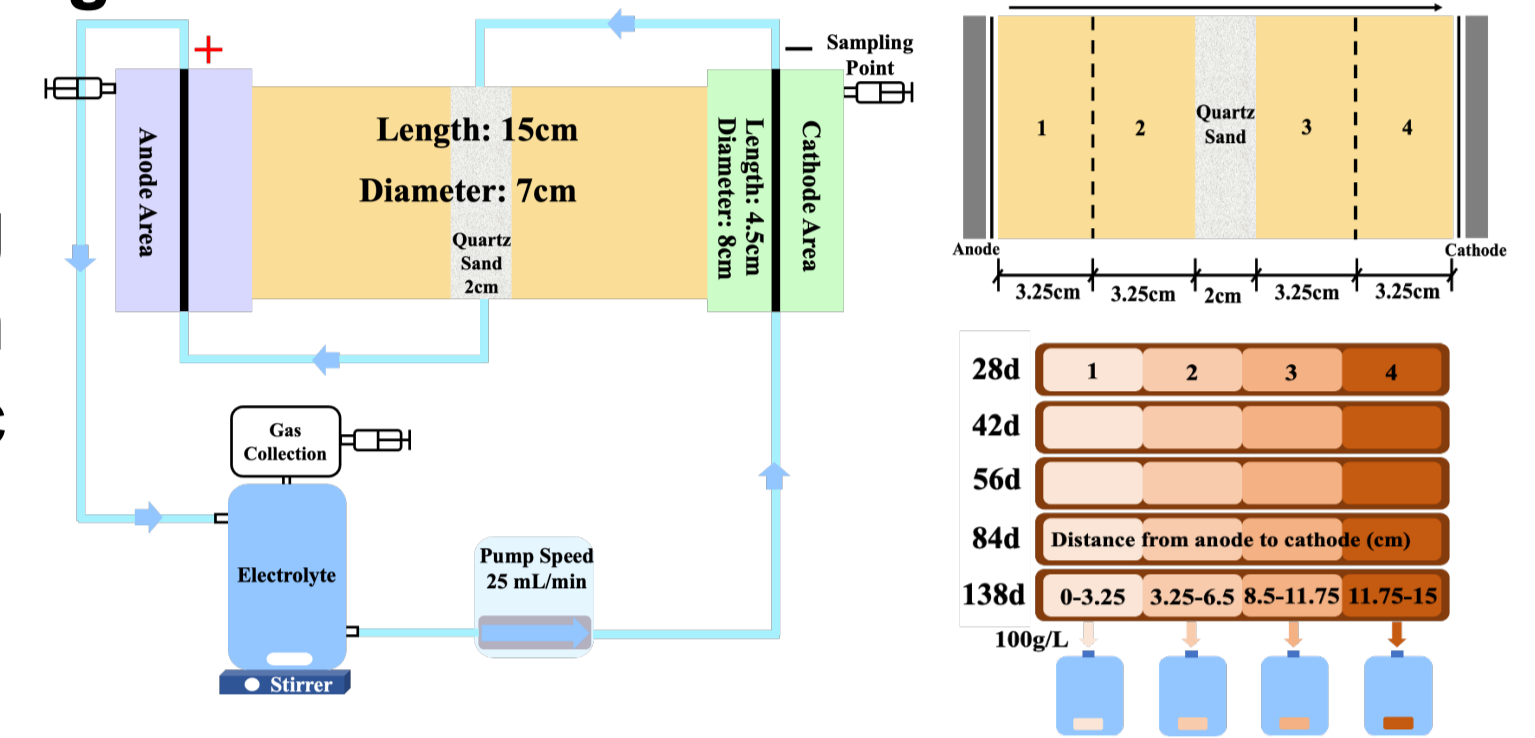 +
—
Sampling
Point
Anode Area
Length: 15cm
Diameter: 7cm
Quartz
Sand
2cm
Length: 4.5cm
Diameter: 8cm
Cathode Area
Gas
Collection
Electrolyte
Stirrer
Pump Speed
25 mL/min
1
2
Quartz
Sand
3
4
Anode
Cathode
3.25cm
3.25cm
2cm
3.25cm
3.25cm
28d
1
2
3
4
42d
56d
84d
Distance from anode to cathode (cm)
138d
0-3.25
3.25-6.5
8.5-11.75
11.75-15
100g/L